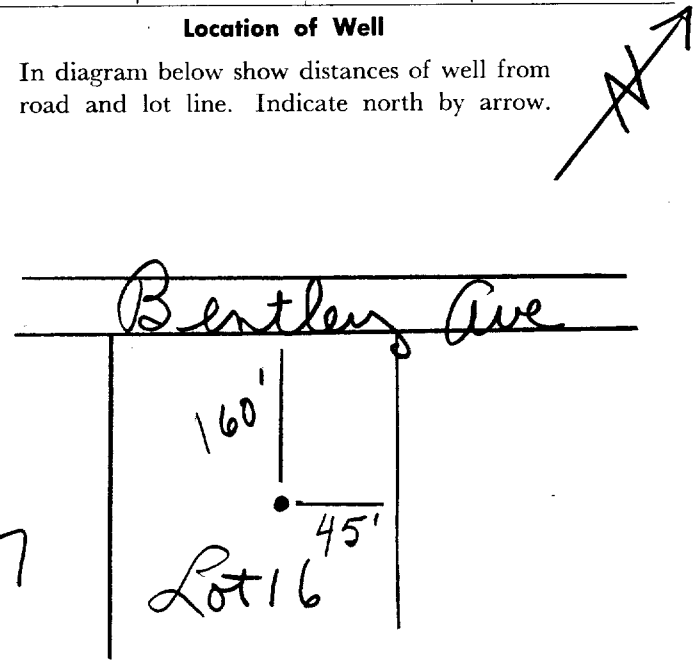 Location of Well
In diagram below show distances of well from
road and lot line. Indicate north by arrow.
N
Bentley Ave
160'
45'
Lot 16